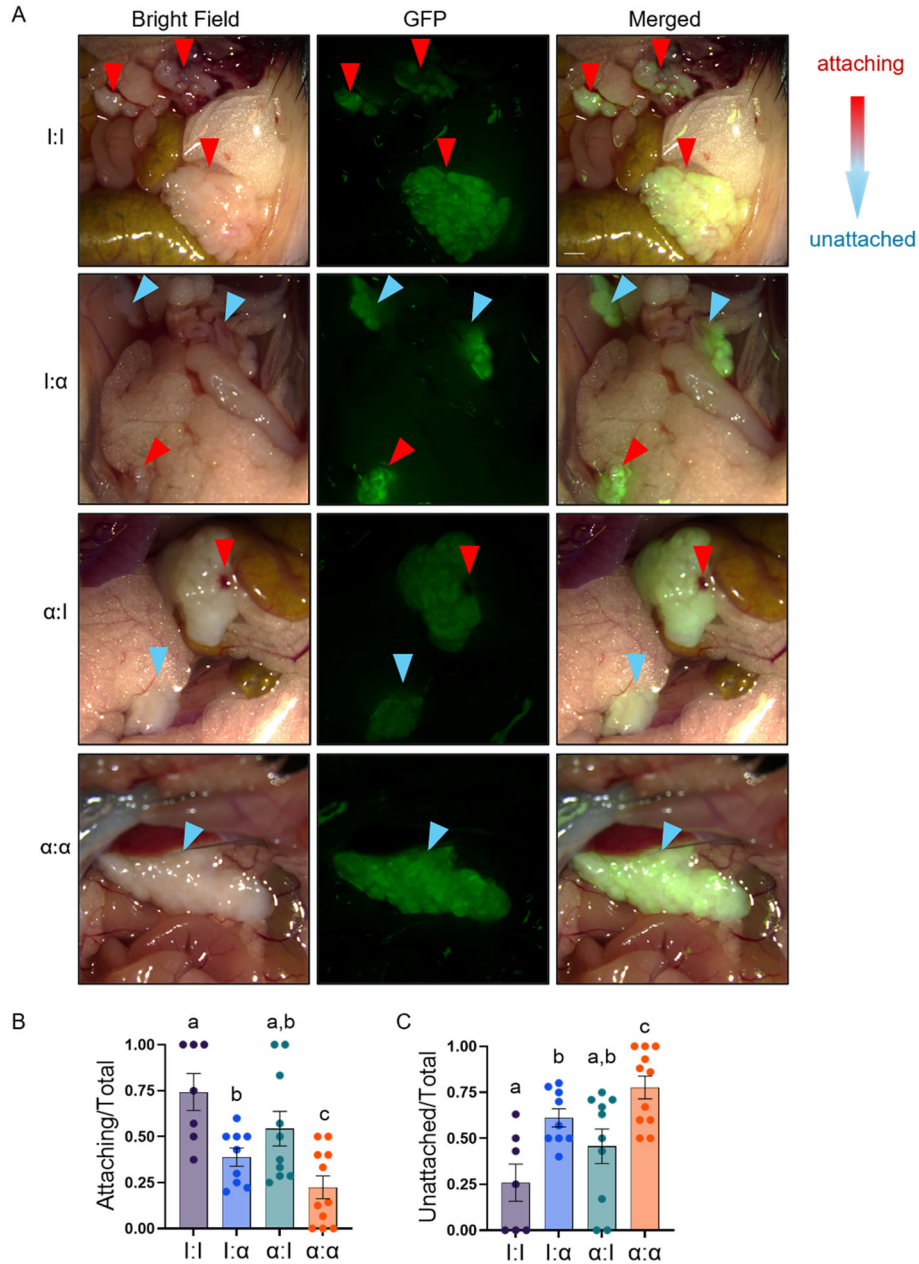 A
Bright Field GFP Merged
I:I
attaching
unattached
I:α
α:I
α:α
B
a a,b
b
c
1.00
0.75
0.50
0.25
0.00
Attaching/Total
I:I I:α α:I α:α
C
c
b a,b
a
1.00
0.75
0.50
0.25
0.00
Unattached/Total
I:I I:α α:I α:α